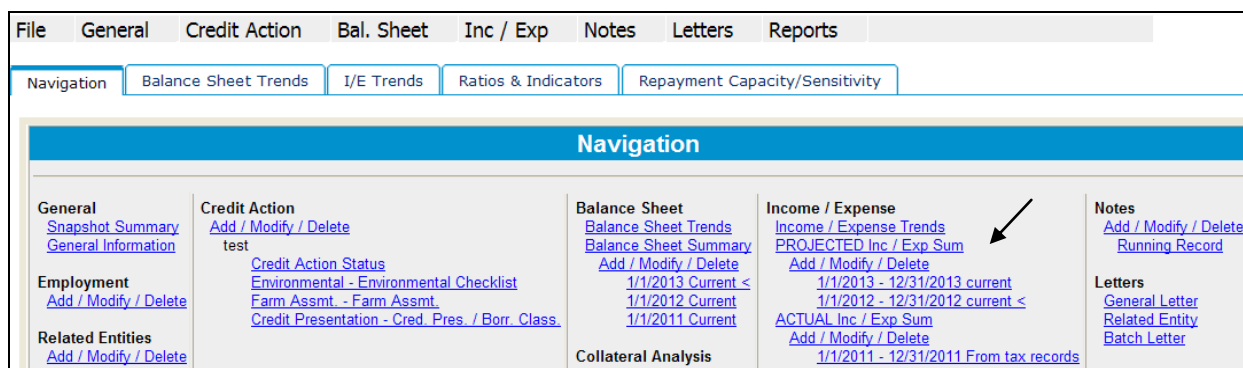 File General Credit Action Bal. Sheet Inc / Exp Notes Letters Reports
Navigation Balance Sheet Trends I/E Trends Ratios & Indicators Repayment Capacity/Sensitivity
Navigation
General
Snapshot Summary
General Information
Employment
Add / Modify / Delete
Related Entities
Add / Modify / Delete
Credit Action
Add / Modify / Delete
test
Credit Action Status
Environmental - Environmental Checklist
Farm Assmt. - Farm Assmt.
Credit Presentation - Cred. Pres. / Borr. Class.
Balance Sheet
Balance Sheet Trends
Balance Sheet Summary
Add / Modify / Delete
1/1/2013 Current <
1/1/2012 Current
1/1/2011 Current
Collateral Analysis
Income / Expense
Income / Expense Trends
PROJECTED Inc / Exp Sum
Add / Modify / Delete
1/1/2013 - 12/31/2013 current
1/1/2012 - 12/31/2012 current <
ACTUAL Inc / Exp Sum
Add / Modify / Delete
1/1/2011 - 12/31/2011 From tax records
Notes
Add / Modify / Delete
Running Record
Letters
General Letter
Related Entity
Batch Letter